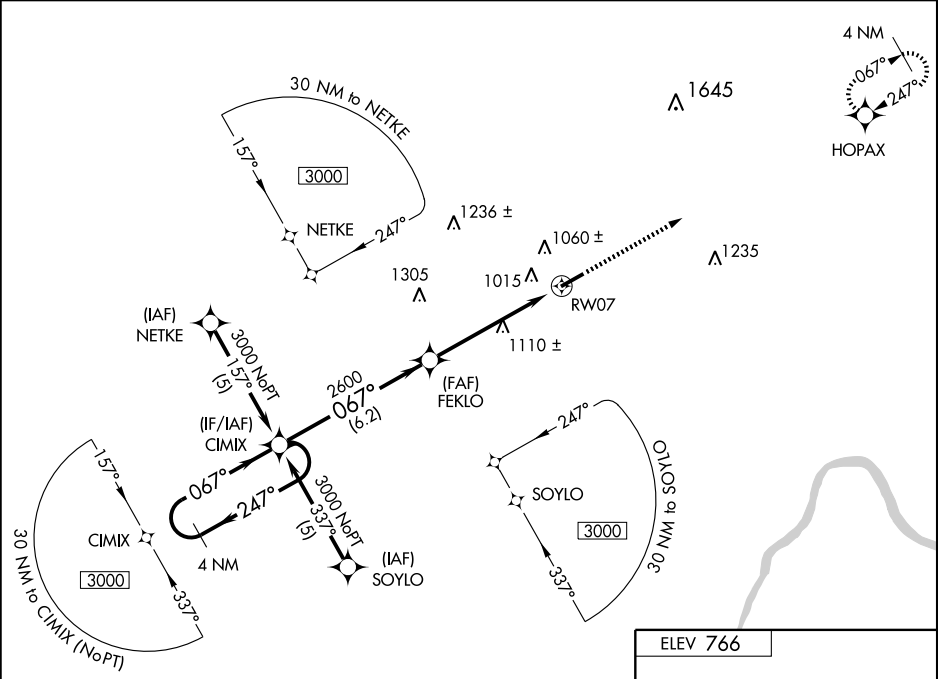 4 NM
067°
247°
HOPAX
1645
30 NM to NETKE
157°
3000
NETKE
247°
1236 ±
1060 ±
1235
1305
1015
RW07
1110 ±
(IAF)
NETKE
3000 NoPT
157°
(5)
2600
067°
(6.2)
(FAF)
FEKLO
(IF/IAF)
CIMIX
067°
247°
4 NM
3000 NoPT
337°
(5)
(IAF)
SOYLO
157°
CIMIX
3000
337°
30 NM to CIMIX (NoPT)
247°
SOYLO
3000
337°
30 NM to SOYLO
ELEV 766